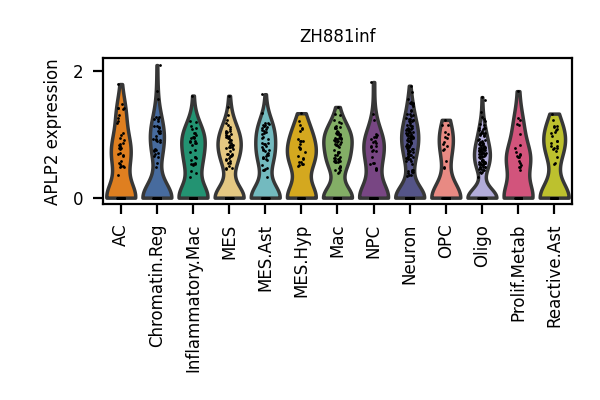 ZH881inf
APLP2 expression
2
0
AC
Chromatin.Reg
Inflammatory.Mac
MES
MES.Ast
MES.Hyp
Mac
NPC
Neuron
OPC
Oligo
Prolif.Metab
Reactive.Ast